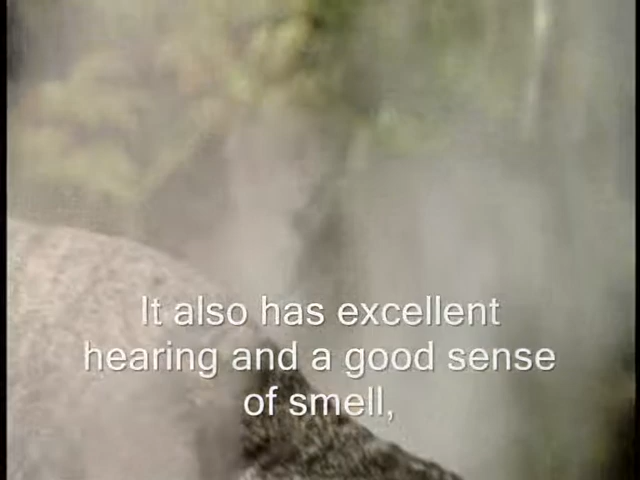 It also has excellent
hearing and a good sense
of smell,